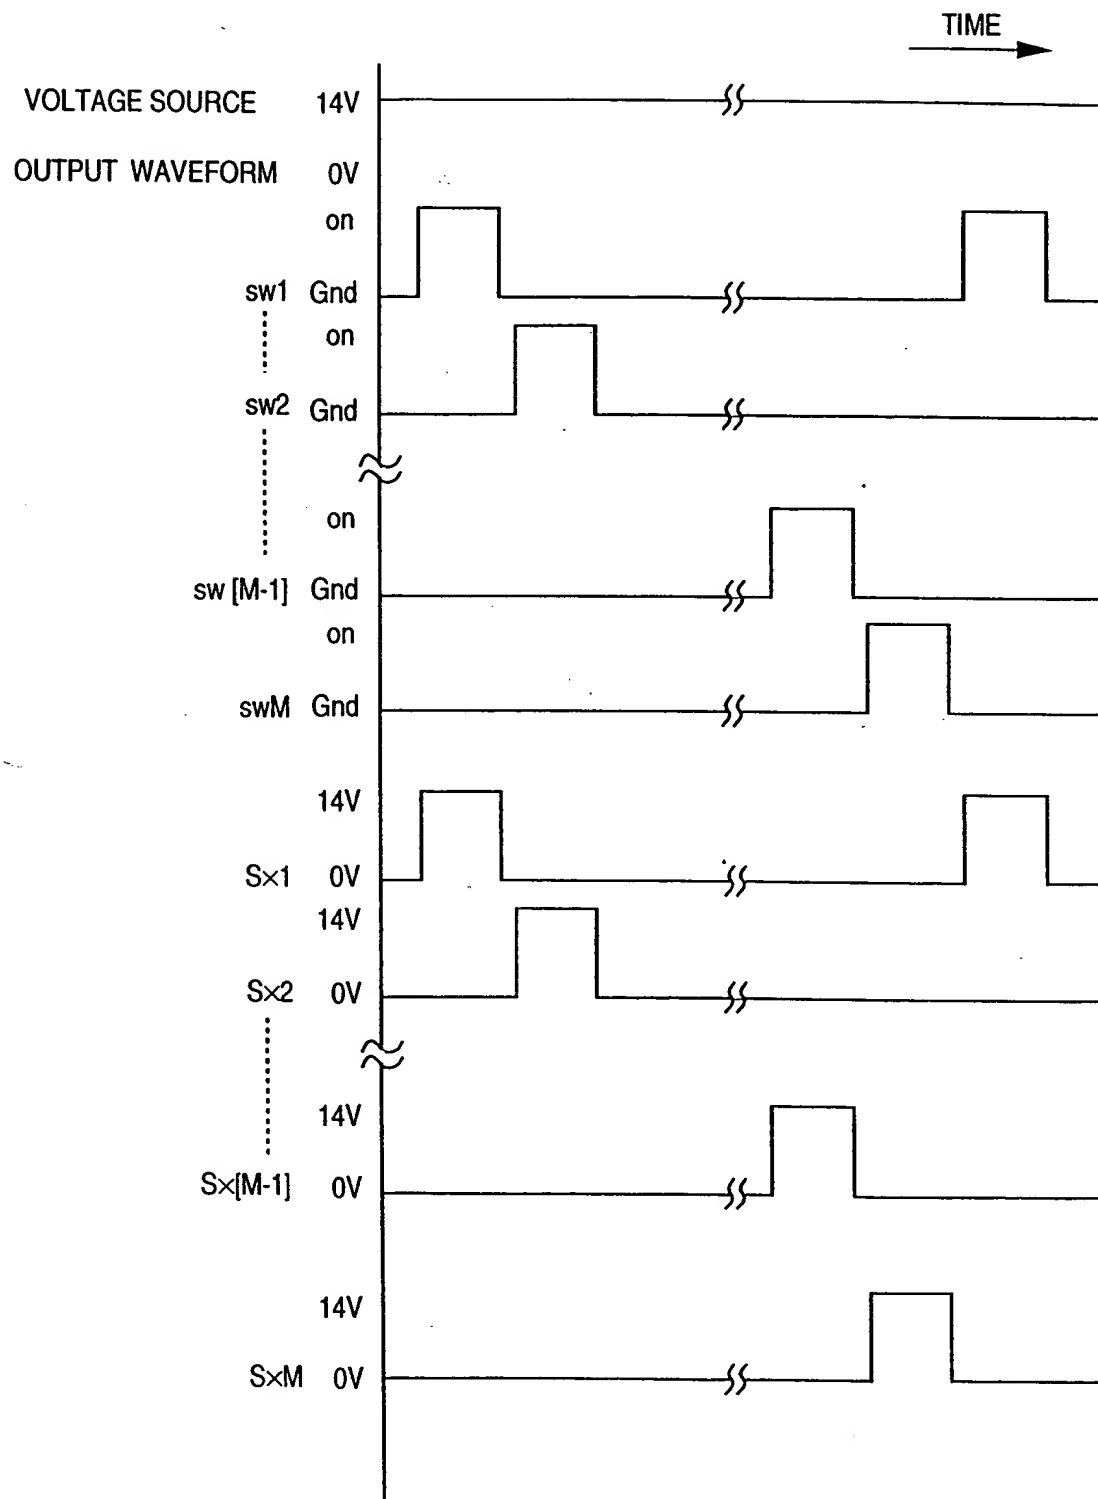 TIME
VOLTAGE SOURCE 14V
OUTPUT WAVEFORM 0V
on
sw1 Gnd
on
sw2 Gnd
on
sw [M-1] Gnd
on
swM Gnd
14V
S×1 0V
14V
S×2 0V
14V
S×[M-1] 0V
14V
S×M 0V